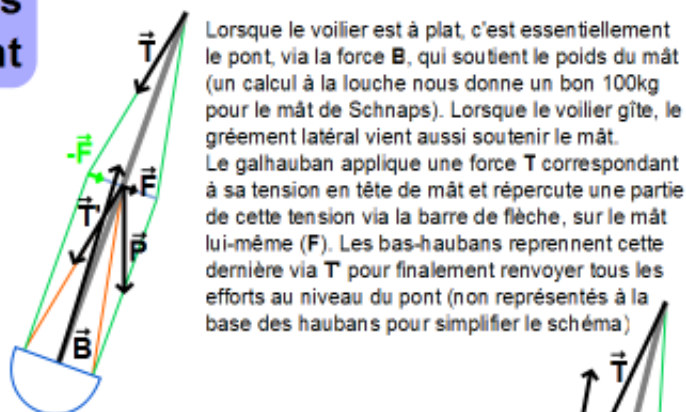 s
nt
Lorsque le voilier est à plat, c'est essentiellement
le pont, via la force B, qui soutient le poids du mât
(un calcul à la louche nous donne un bon 100kg
pour le mât de Schnaps). Lorsque le voilier gîte, le
gréement latéral vient aussi soutenir le mât.
Le galhauban applique une force T correspondant
à sa tension en tête de mât et répercute une partie
de cette tension via la barre de flèche, sur le mât
lui-même (F). Les bas-haubans reprennent cette
dernière via T' pour finalement renvoyer tous les
efforts au niveau du pont (non représentés à la
base des haubans pour simplifier le schéma)
T
-F
F
T'
P
B
T